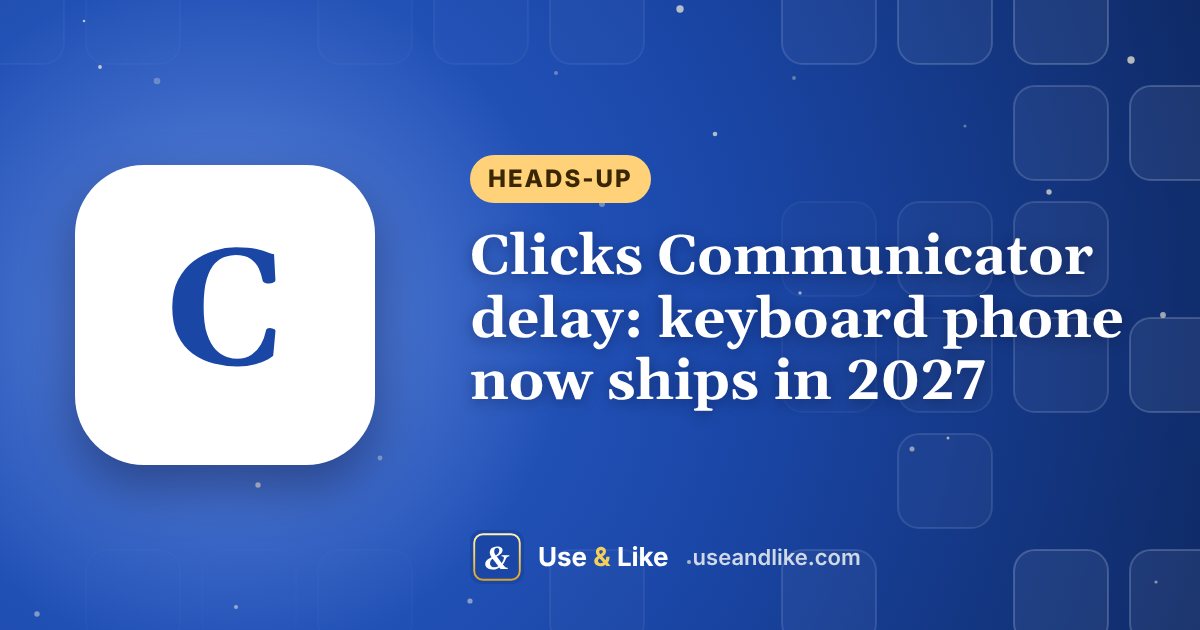 C
HEADS-UP
Clicks Communicator
delay: keyboard phone
now ships in 2027
& Use & Like .useandlike.com